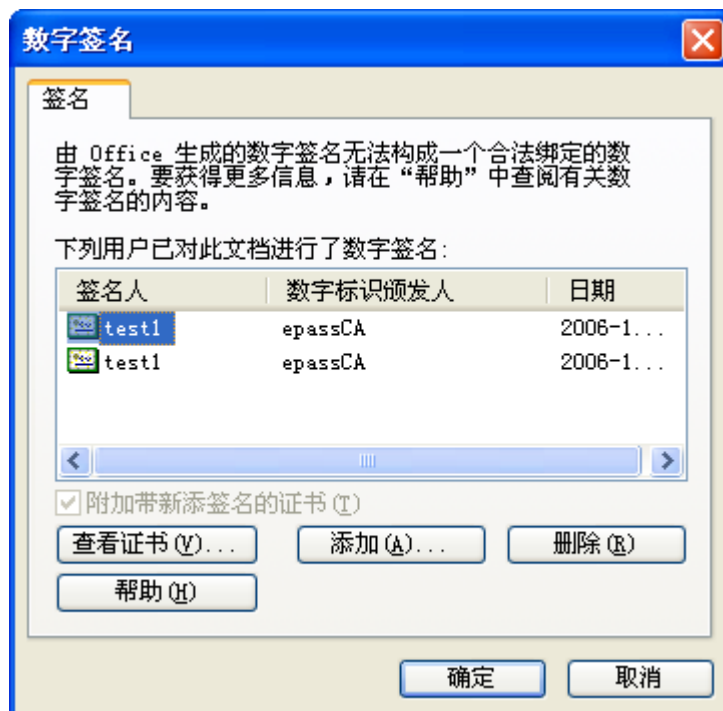 数字签名
签名
由 Office 生成的数字签名无法构成一个合法绑定的数
字签名。要获得更多信息，请在“帮助”中查阅有关数
字签名的内容。
下列用户已对此文档进行了数字签名:
签名人 数字标识颁发人 日期
test1 epassCA 2006-1...
test1 epassCA 2006-1...
附加带新添签名的证书(T)
查看证书(V)... 添加(A)... 删除(R)
帮助(H)
确定 取消